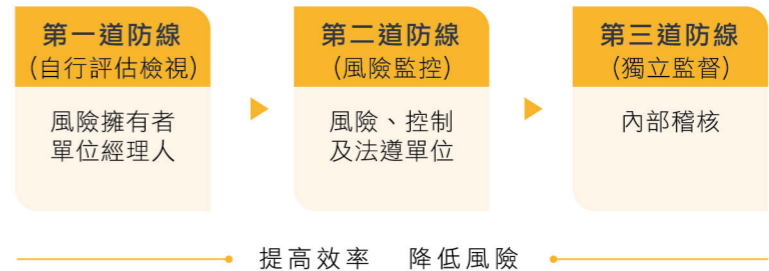 第一道防線
(自行評估檢視)
風險擁有者
單位經理人
第二道防線
(風險監控)
風險、控制
及法遵單位
第三道防線
(獨立監督)
內部稽核
提高效率 降低風險